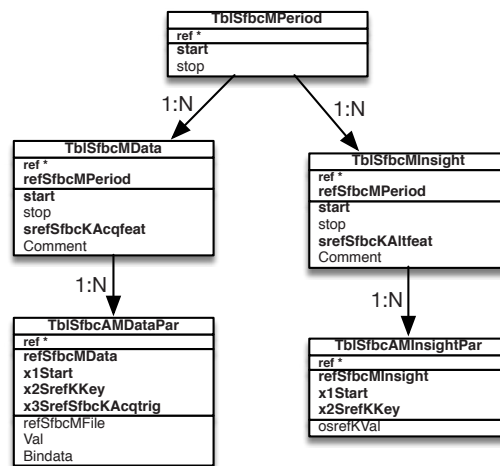 TblSfbcMPeriod
ref *
start
stop
1:N
1:N
TblSfbcMData
ref *
refSfbcMPeriod
start
stop
srefSfbcKAcqfeat
Comment
TblSfbcMInsight
ref *
refSfbcMPeriod
start
stop
srefSfbcKAltfeat
Comment
1:N
1:N
TblSfbcAMDataPar
ref *
refSfbcMData
x1Start
x2SrefKKey
x3SrefSfbcKAcqtrig
refSfbcMFile
Val
Bindata
TblSfbcAMInsightPar
ref *
refSfbcMInsight
x1Start
x2SrefKKey
osrefKVal